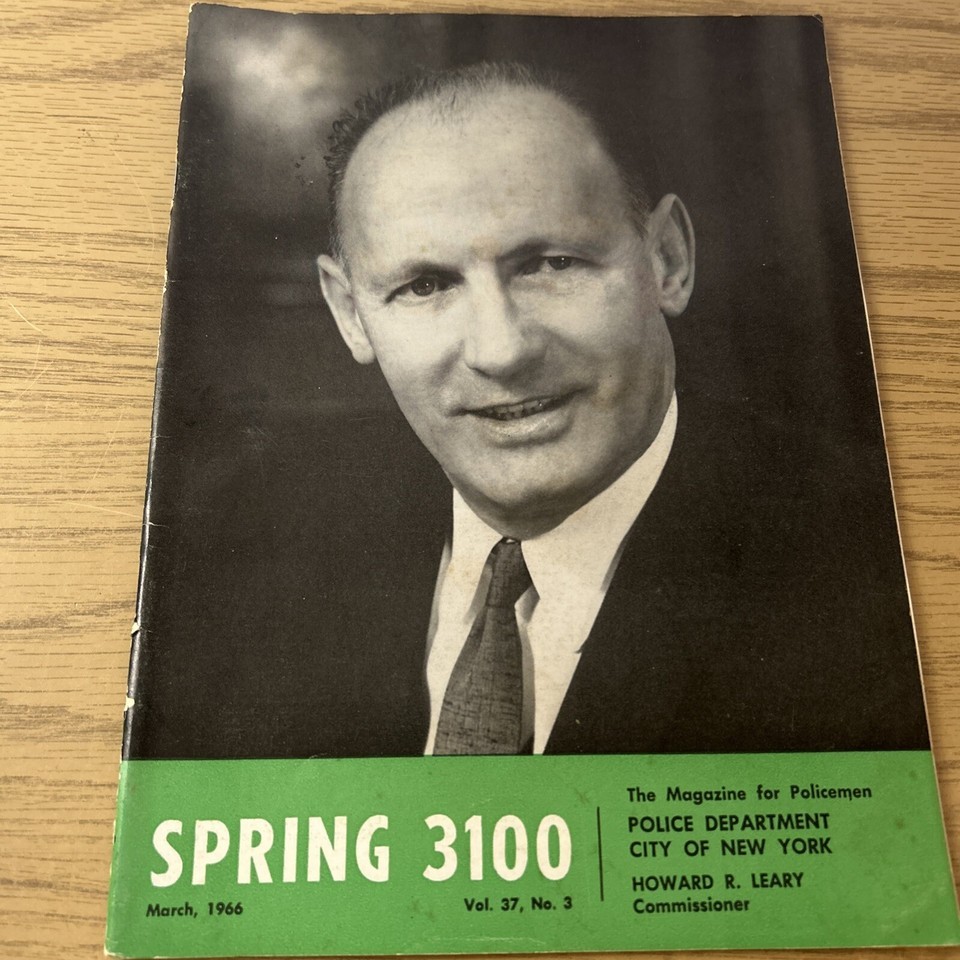 SPRING 3100
March, 1966
Vol. 37, No. 3
The Magazine for Policemen
POLICE DEPARTMENT
CITY OF NEW YORK
HOWARD R. LEARY
Commissioner